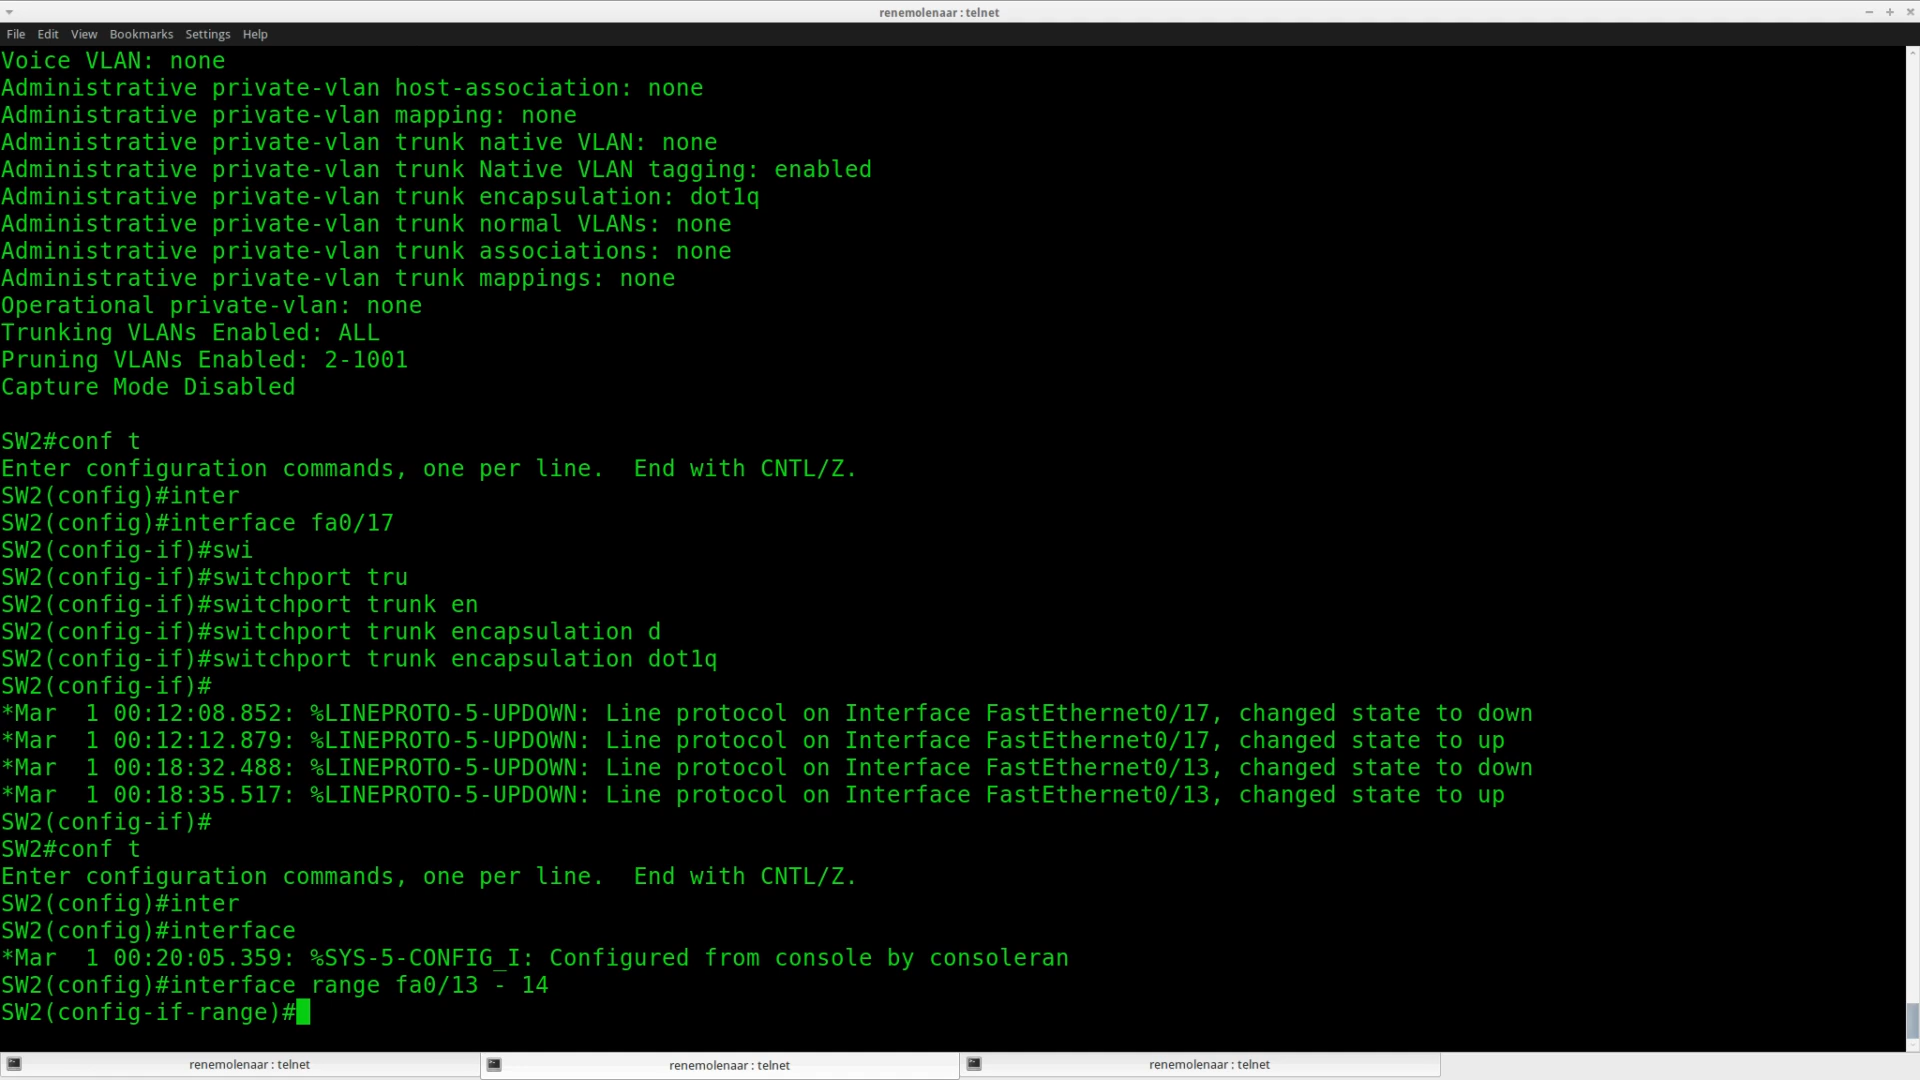 renemolenaar : telnet
File Edit View Bookmarks Settings Help
Voice VLAN: none
Administrative private-vlan host-association: none
Administrative private-vlan mapping: none
Administrative private-vlan trunk native VLAN: none
Administrative private-vlan trunk Native VLAN tagging: enabled
Administrative private-vlan trunk encapsulation: dot1q
Administrative private-vlan trunk normal VLANs: none
Administrative private-vlan trunk associations: none
Administrative private-vlan trunk mappings: none
Operational private-vlan: none
Trunking VLANs Enabled: ALL
Pruning VLANs Enabled: 2-1001
Capture Mode Disabled
SW2#conf t
Enter configuration commands, one per line.  End with CNTL/Z.
SW2(config)#inter
SW2(config)#interface fa0/17
SW2(config-if)#swi
SW2(config-if)#switchport tru
SW2(config-if)#switchport trunk en
SW2(config-if)#switchport trunk encapsulation d
SW2(config-if)#switchport trunk encapsulation dot1q
SW2(config-if)#
*Mar  1 00:12:08.852: %LINEPROTO-5-UPDOWN: Line protocol on Interface FastEthernet0/17, changed state to down
*Mar  1 00:12:12.879: %LINEPROTO-5-UPDOWN: Line protocol on Interface FastEthernet0/17, changed state to up
*Mar  1 00:18:32.488: %LINEPROTO-5-UPDOWN: Line protocol on Interface FastEthernet0/13, changed state to down
*Mar  1 00:18:35.517: %LINEPROTO-5-UPDOWN: Line protocol on Interface FastEthernet0/13, changed state to up
SW2(config-if)#
SW2#conf t
Enter configuration commands, one per line.  End with CNTL/Z.
SW2(config)#inter
SW2(config)#interface
*Mar  1 00:20:05.359: %SYS-5-CONFIG_I: Configured from console by consoleran
SW2(config)#interface range fa0/13 - 14
SW2(config-if-range)#
renemolenaar : telnet
renemolenaar : telnet
renemolenaar : telnet